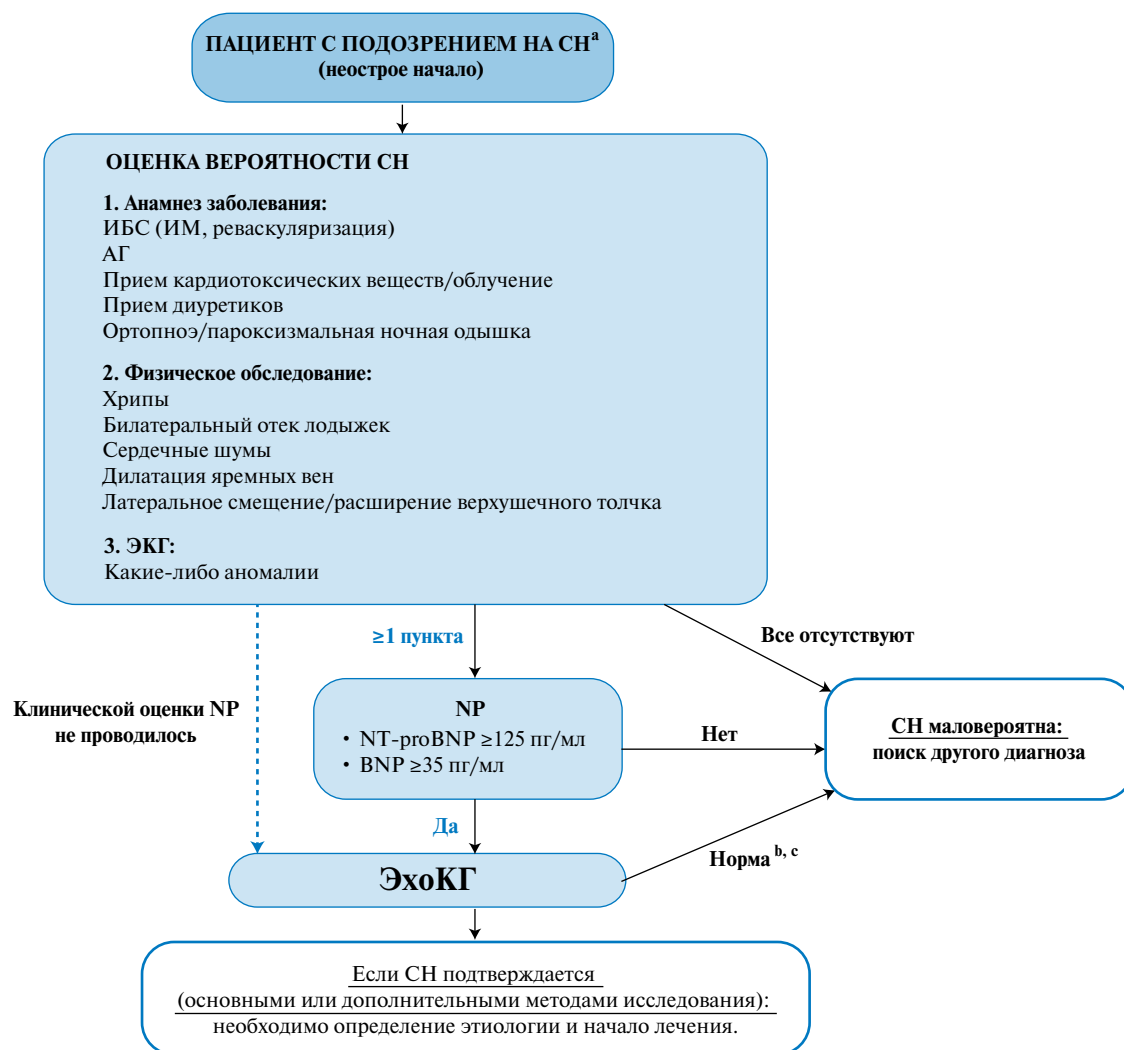 ПАЦИЕНТ С ПОДОЗРЕНИЕМ НА СНª
(неострое начало)
ОЦЕНКА ВЕРОЯТНОСТИ СН
1. Анамнез заболевания:
ИБС (ИМ, реваскуляризация)
АГ
Прием кардиотоксических веществ/облучение
Прием диуретиков
Ортопноэ/пароксизмальная ночная одышка
2. Физическое обследование:
Хрипы
Билатеральный отек лодыжек
Сердечные шумы
Дилатация яремных вен
Латеральное смещение/расширение верхушечного толчка
3. ЭКГ:
Какие-либо аномалии
≥1 пункта
Все отсутствуют
Клинической оценки NP
не проводилось
NP
• NT-proBNP ≥125 пг/мл
• BNP ≥35 пг/мл
Нет
СН маловероятна:
поиск другого диагноза
Да
Норма b, c
ЭхоКГ
Если СН подтверждается
(основными или дополнительными методами исследования):
необходимо определение этиологии и начало лечения.